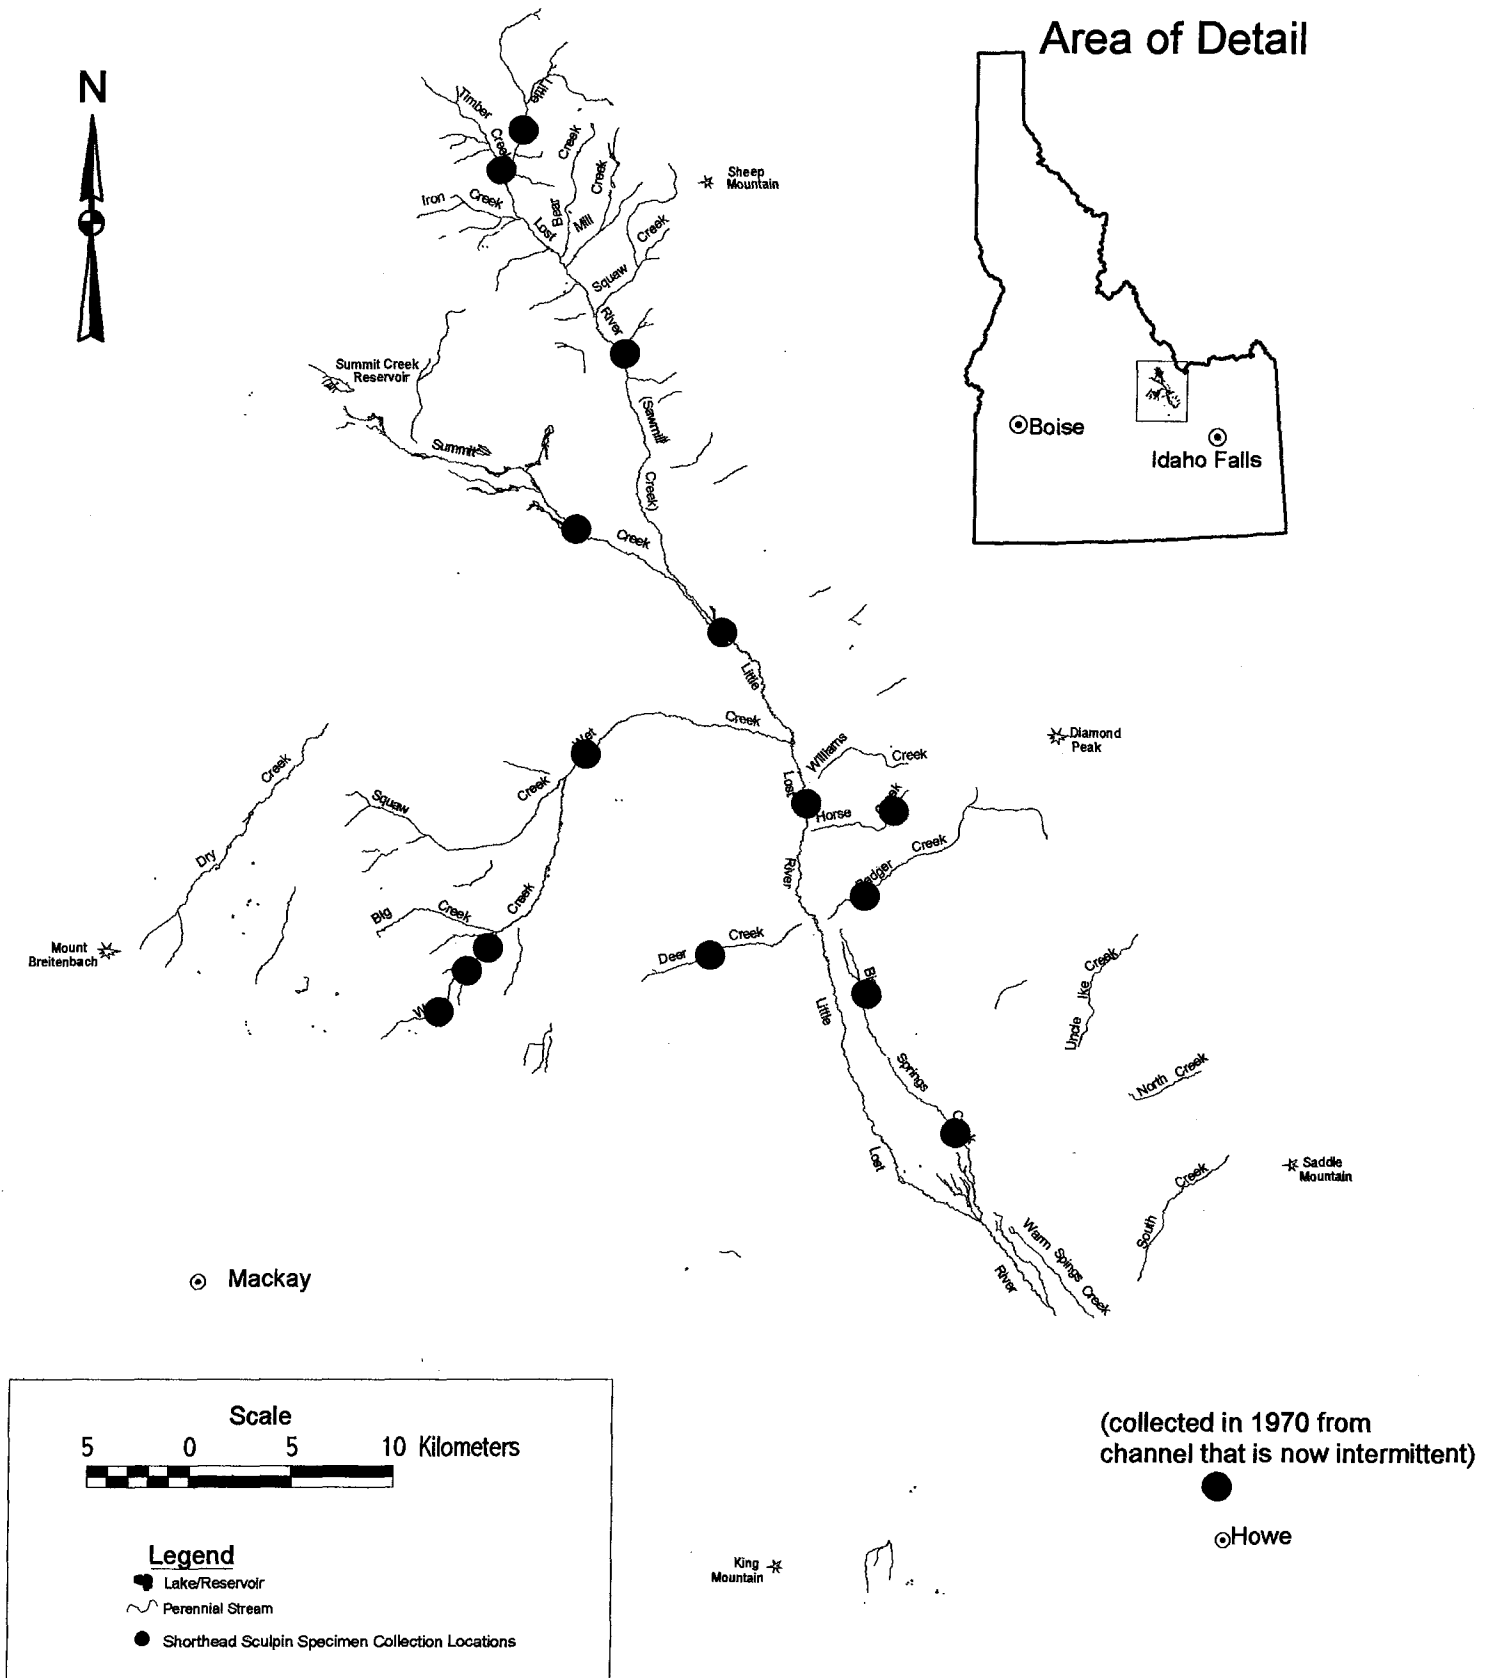 Area of Detail
N
Timber
Creek
Little
Creek
Creek
Bear
Mill
Iron
Creek
Lost
Sheep
Mountain
Creek
Squaw
River
Summit Creek
Reservoir
(Sawmill
Creek)
Summit
Creek
Boise
Idaho Falls
Little
Creek
Wet
Williams
Creek
Diamond
Peak
Lost
Horse
Creek
Squaw
Creek
Dry
River
Creek
Badger
Big
Creek
Creek
Mount
Breitenbach
Deer
Creek
Big
Little
Springs
Uncle
Ike
Creek
North Creek
Lost
Saddle
Mountain
South
Creek
Warm Spings
Creek
River
Mackay
Scale
5 0 5 10 Kilometers
Legend
Lake/Reservoir
Perennial Stream
Shorthead Sculpin Specimen Collection Locations
(collected in 1970 from
channel that is now intermittent)
Howe
King
Mountain